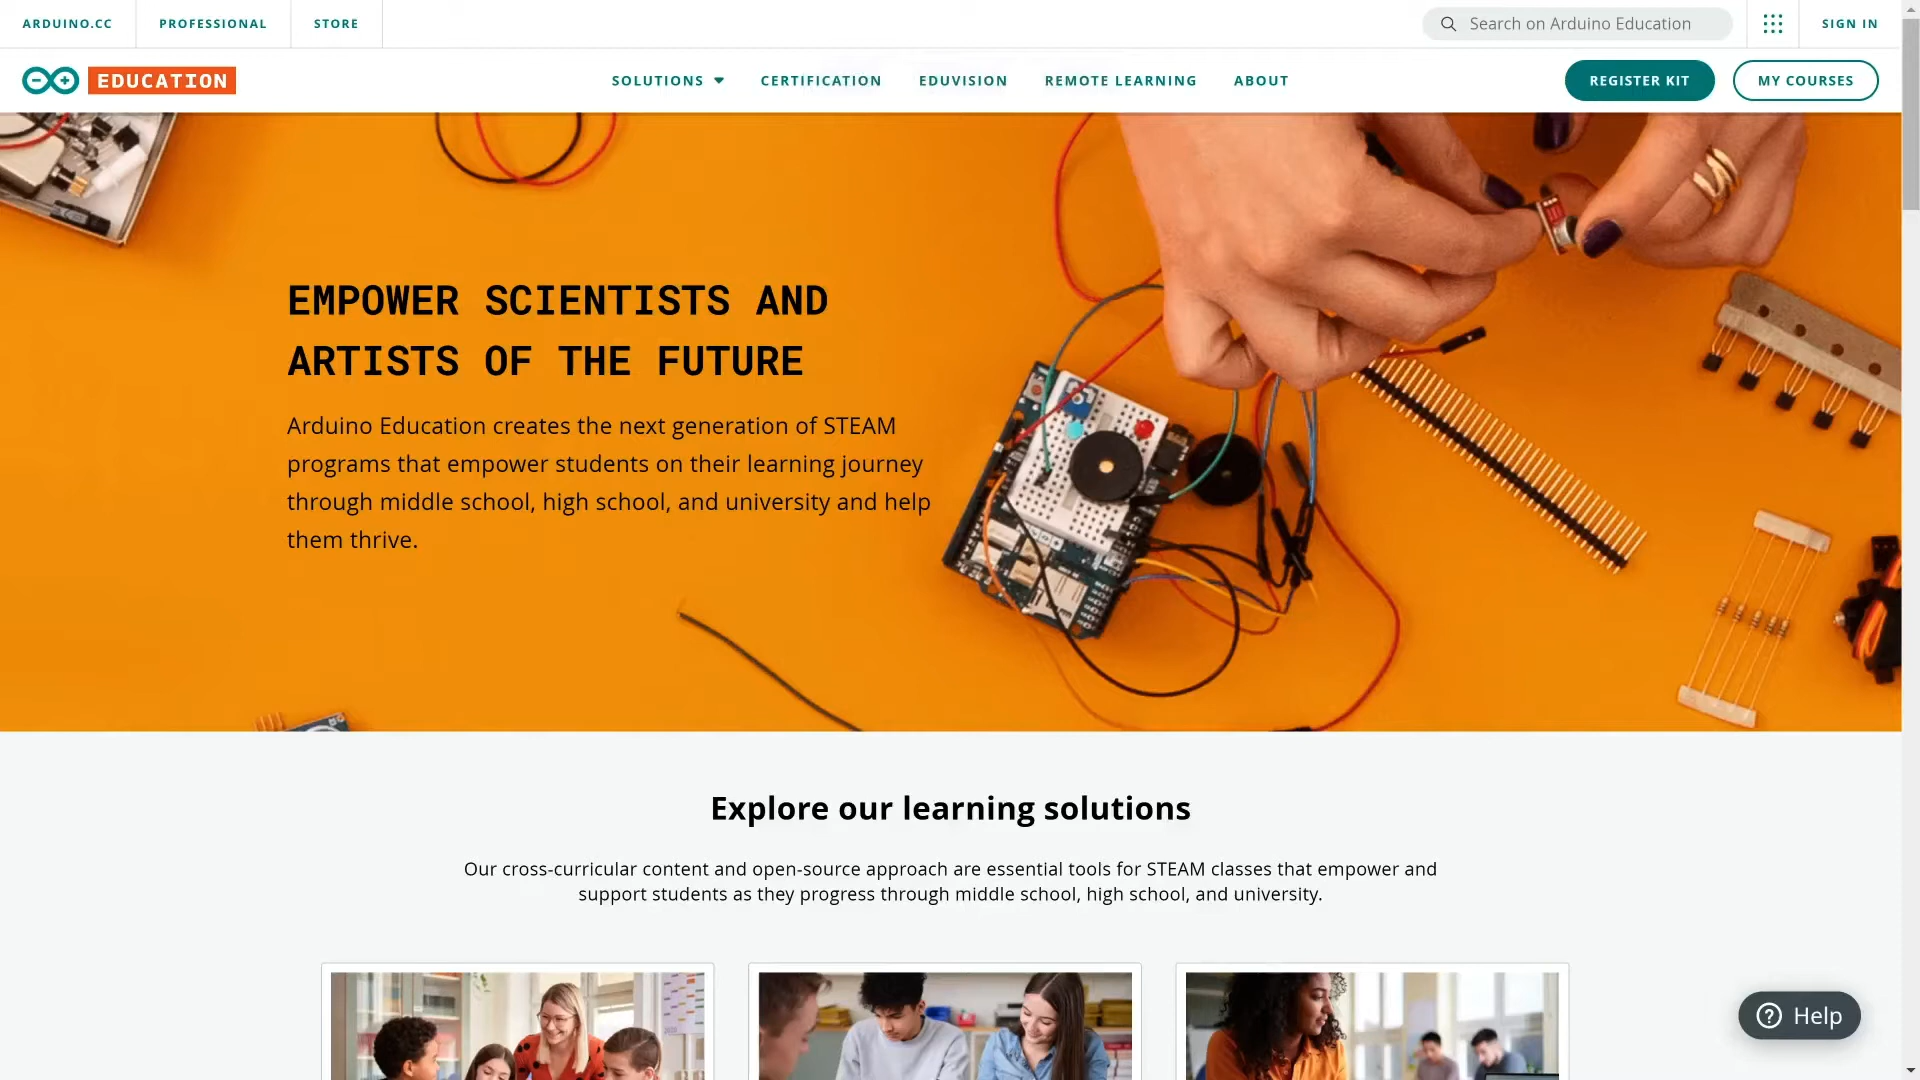 ARDUINO.CC
PROFESSIONAL
STORE
Search on Arduino Education
SIGN IN
EDUCATION
SOLUTIONS
CERTIFICATION
EDUVISION
REMOTE LEARNING
ABOUT
REGISTER KIT
MY COURSES
EMPOWER SCIENTISTS AND
ARTISTS OF THE FUTURE
Arduino Education creates the next generation of STEAM
programs that empower students on their learning journey
through middle school, high school, and university and help
them thrive.
Explore our learning solutions
Our cross-curricular content and open-source approach are essential tools for STEAM classes that empower and
support students as they progress through middle school, high school, and university.
Help